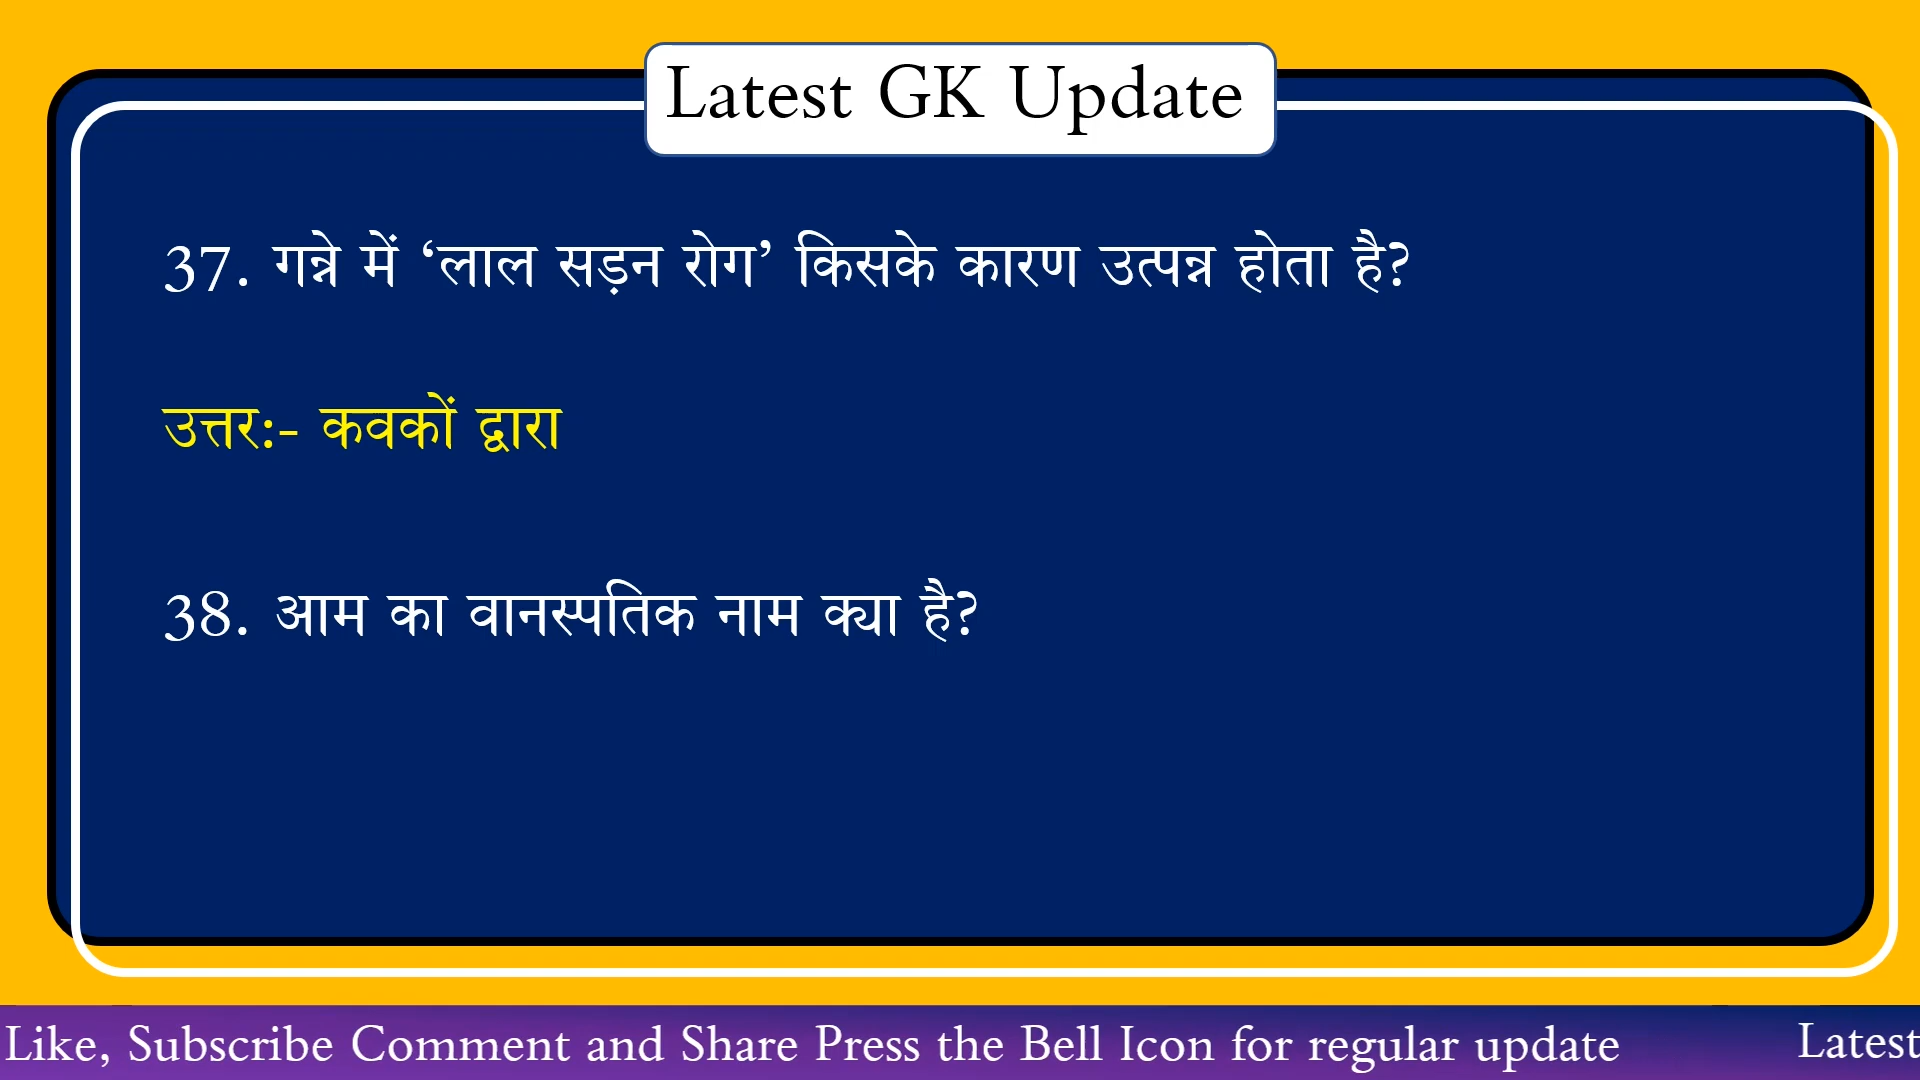 Latest GK Update
37. गन्ने में ‘लाल सड़न रोग’ किसके कारण उत्पन्न होता है?
उत्तर:- कवकों द्वारा
38. आम का वानस्पतिक नाम क्या है?
Like, Subscribe Comment and Share Press the Bell Icon for regular update Latest